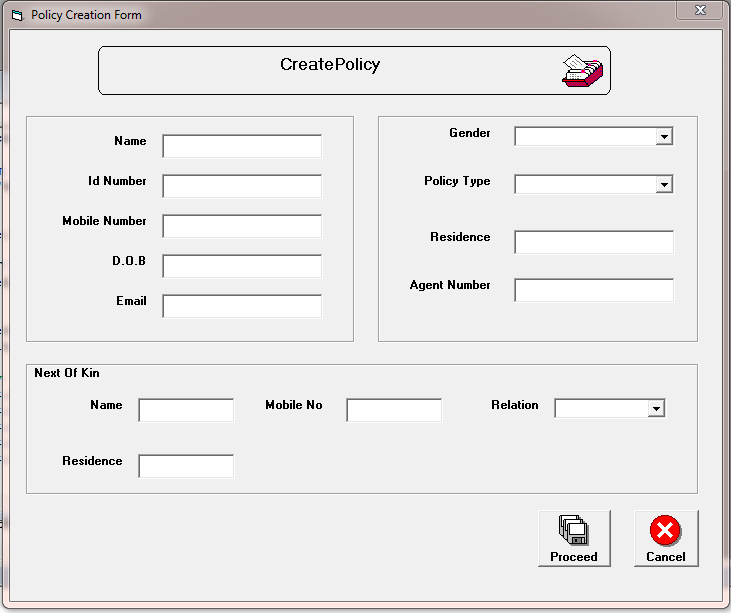 Policy Creation Form
CreatePolicy
Name
Id Number
Mobile Number
D.O.B
Email
Gender
Policy Type
Residence
Agent Number
Next Of Kin
Name
Mobile No
Relation
Residence
Proceed
Cancel